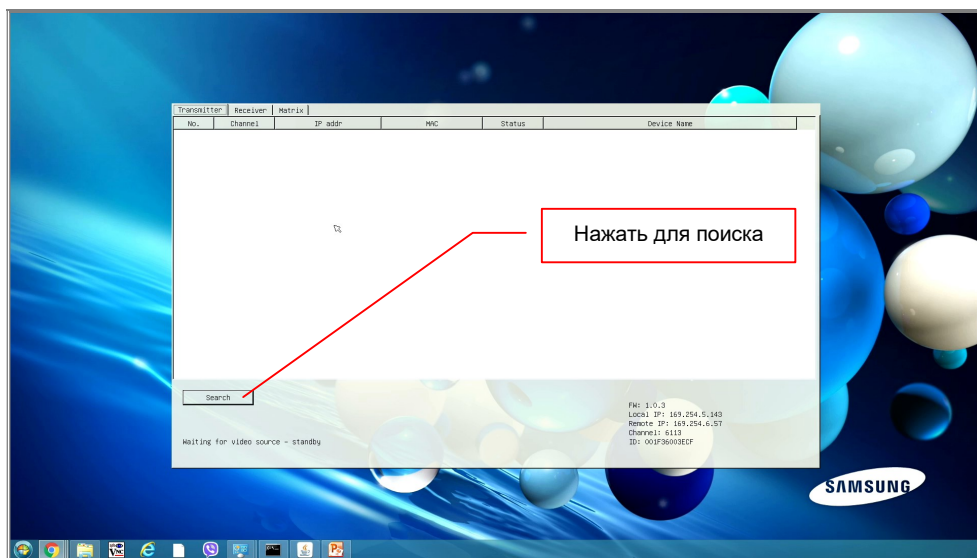 Transmitter Receiver Matrix
No. Channel IP addr MAC Status Device Name
Нажать для поиска
Search
FW: 1.0.3
Local IP: 169.254.5.143
Remote IP: 169.254.6.57
Channel: 6113
ID: 001F36003ECF
Waiting for video source - standby
SAMSUNG